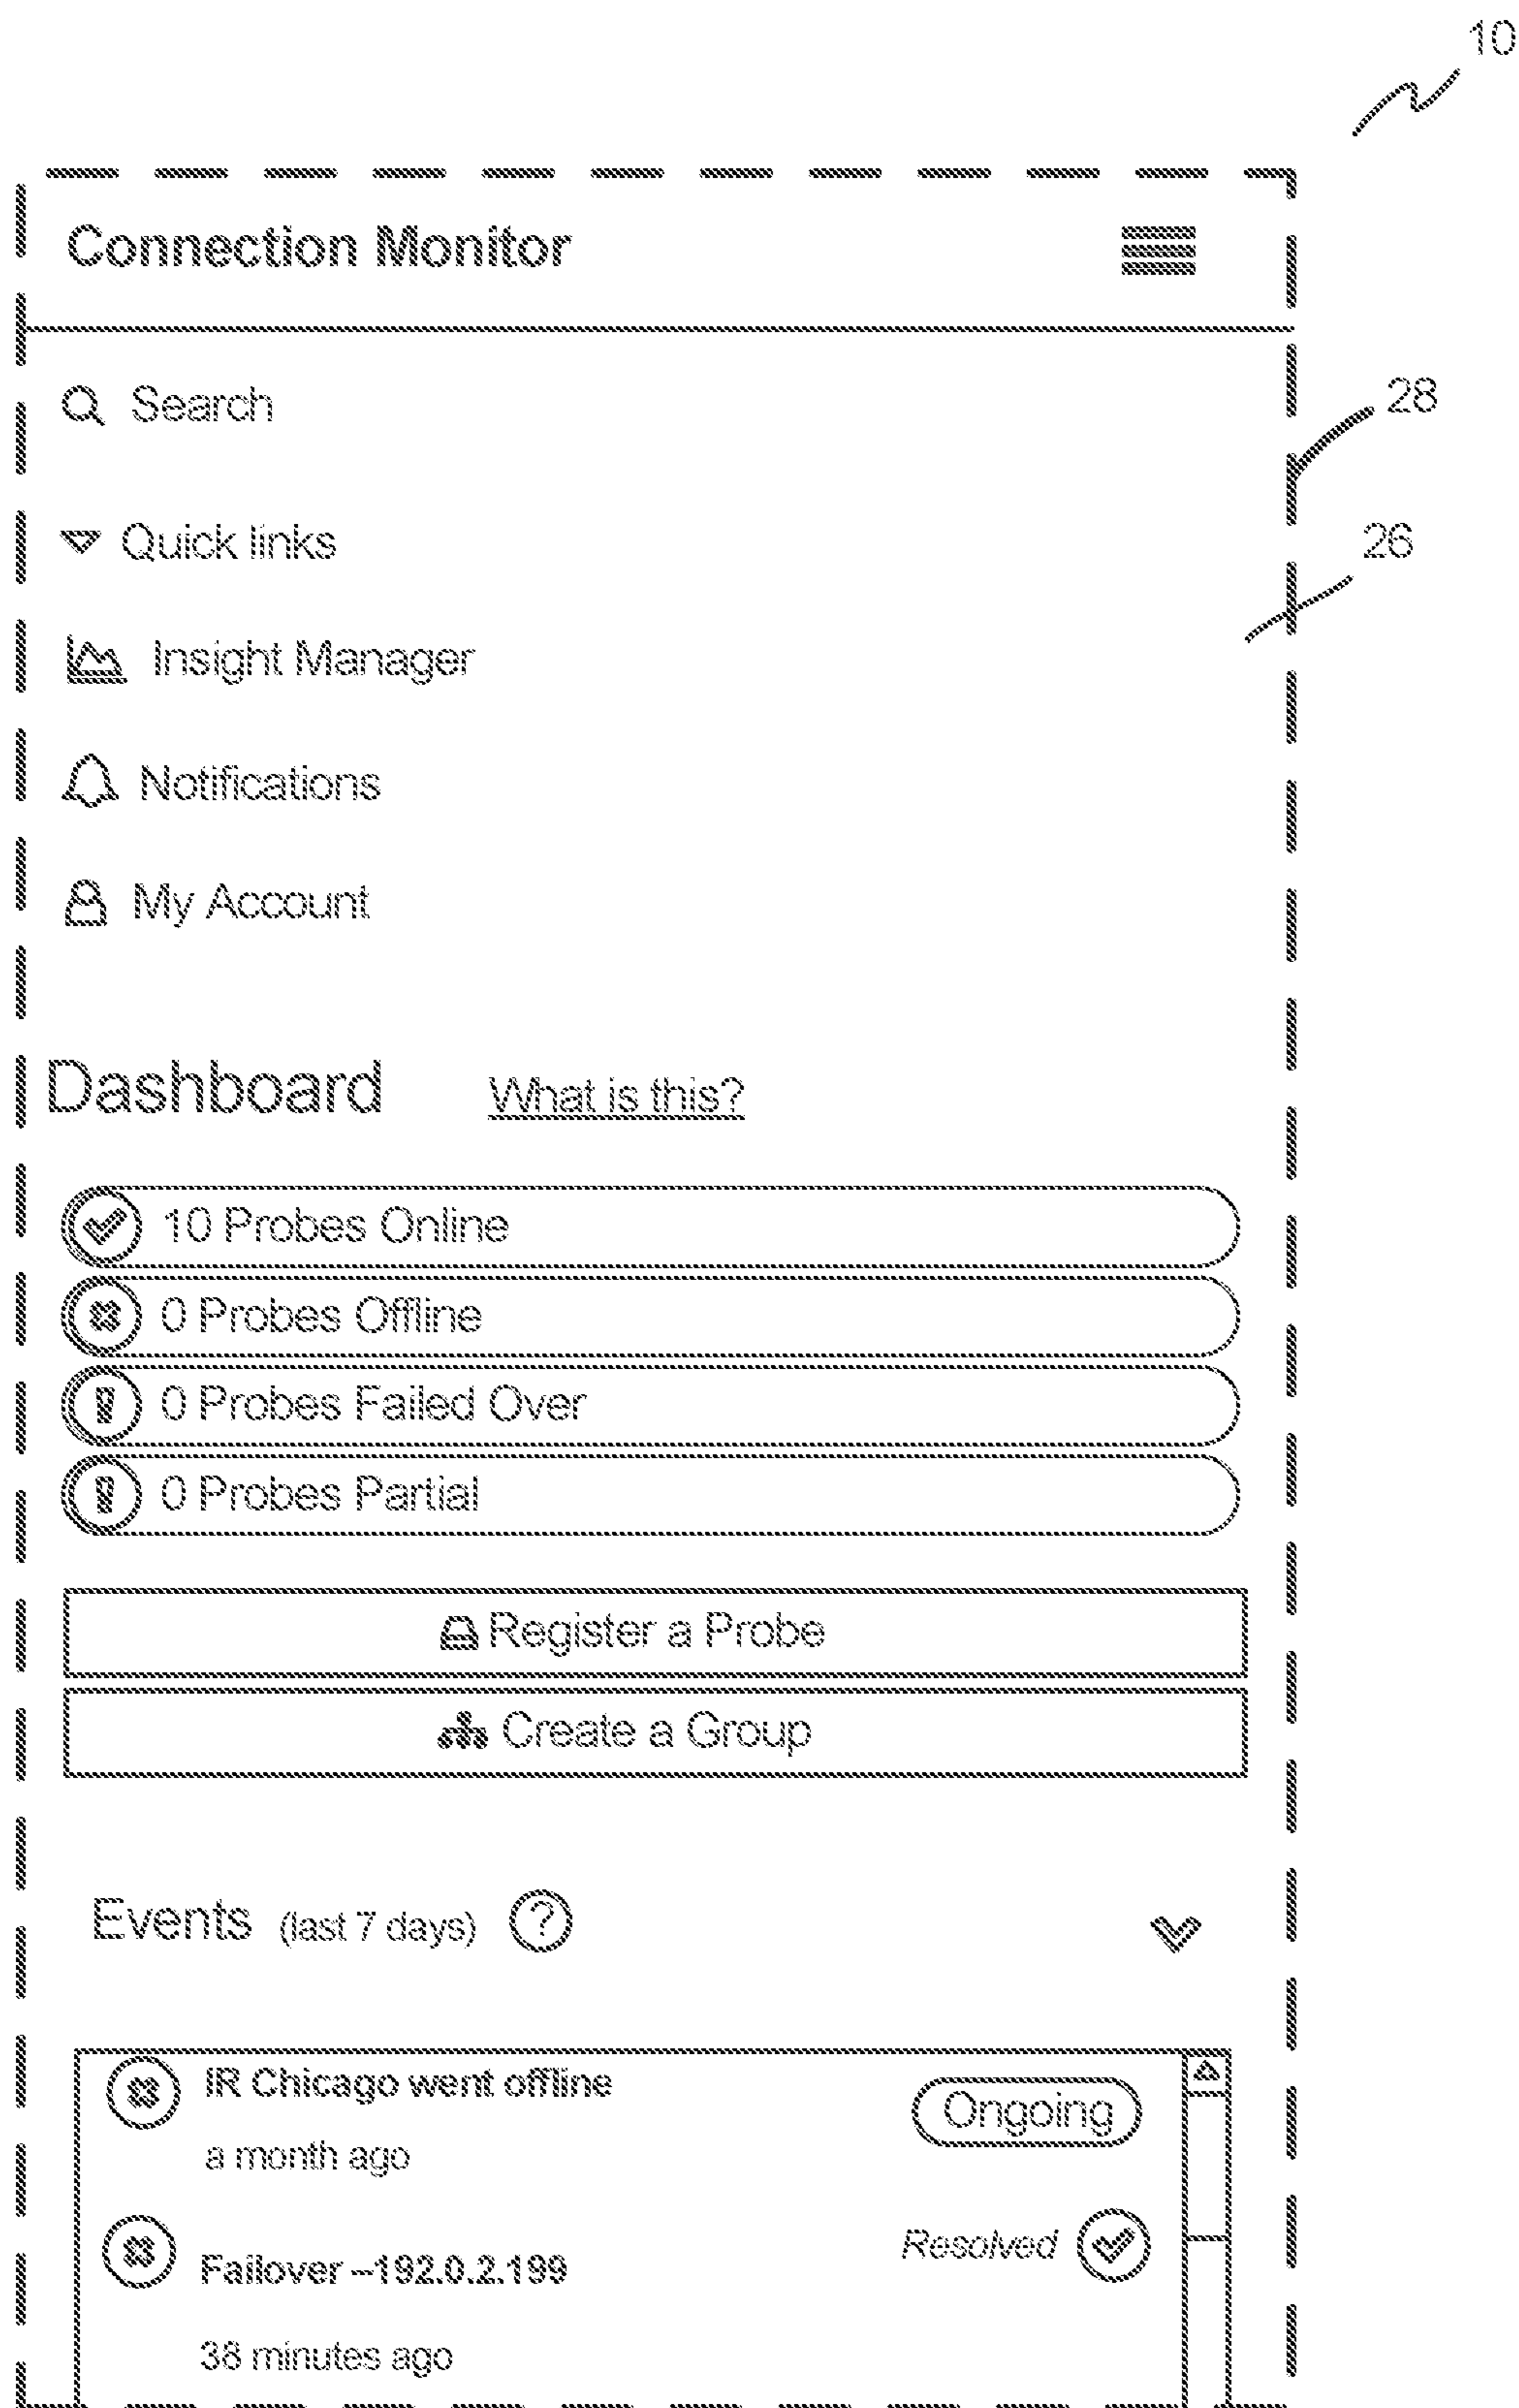 10
Connection Monitor
Search
28
Quick links
26
Insight Manager
Notifications
My Account
Dashboard What is this?
10 Probes Online
0 Probes Offline
0 Probes Failed Over
0 Probes Partial
Register a Probe
Create a Group
Events (last 7 days) ?
IR Chicago went offline
Ongoing
a month ago
Resolved
Failover --192.0.2.199
38 minutes ago